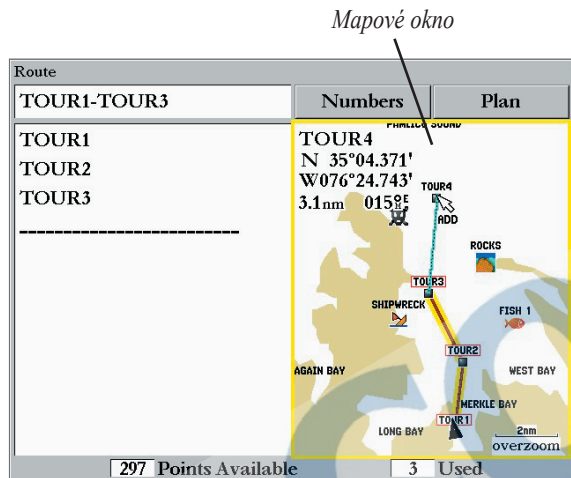 Mapové okno
Route
TOUR1-TOUR3
Numbers
Plan
TOUR1
TOUR2
TOUR3
PAMLICO SOUND
TOUR4
N 35°04.371'
W076°24.743'
3.1nm 015°
TOUR4
ADD
ROCKS
TOUR3
SHIPWRECK
FISH 1
TOUR2
AGAIN BAY
WEST BAY
MERKLE BAY
TOUR1
LONG BAY
2nm
overzoom
297 Points Available
3 Used